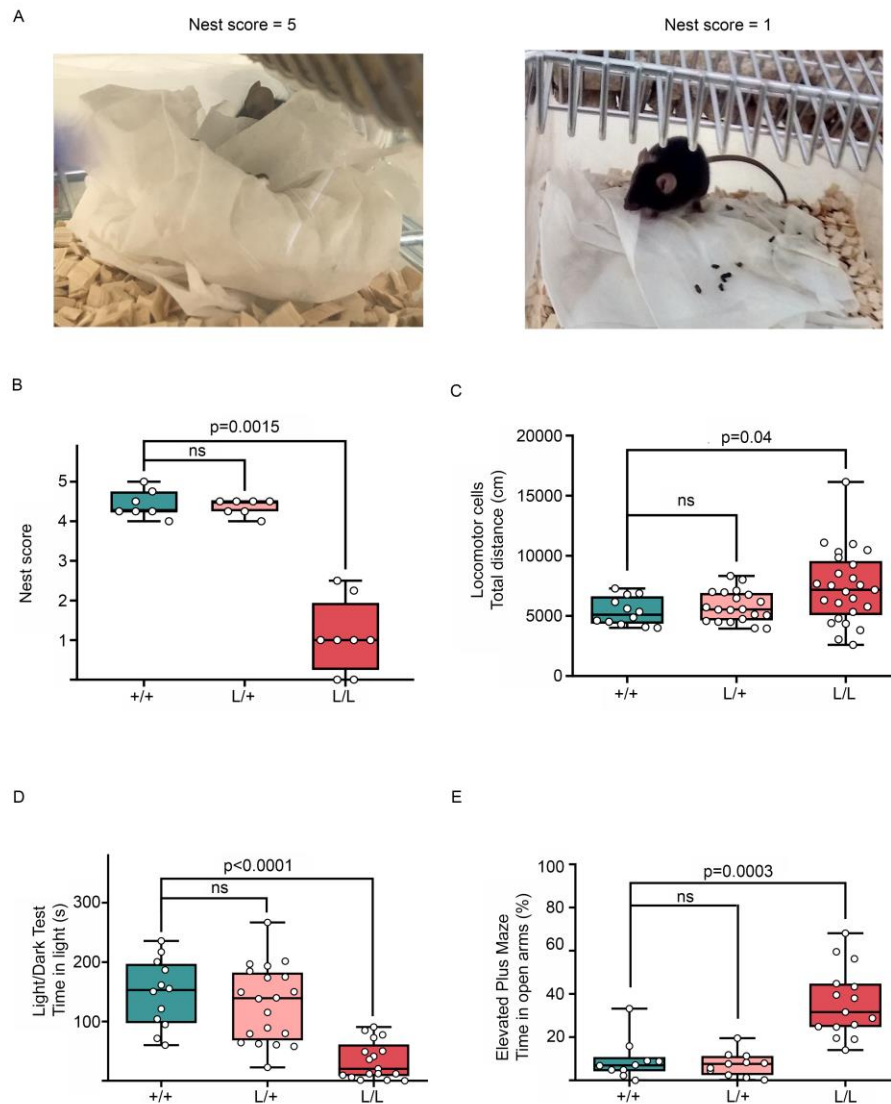 A
Nest score = 5
Nest score = 1
B
p=0.0015
ns
5
4
3
2
1
Nest score
+/+
L/+
L/L
C
20000
15000
10000
5000
0
p=0.04
ns
Locomotor cells
Total distance (cm)
+/+
L/+
L/L
D
p<0.0001
ns
300
200
100
Light/Dark Test
Time in light (s)
+/+
L/+
L/L
E
100
80
60
40
20
p=0.0003
ns
Elevated Plus Maze
Time in open arms (%)
+/+
L/+
L/L